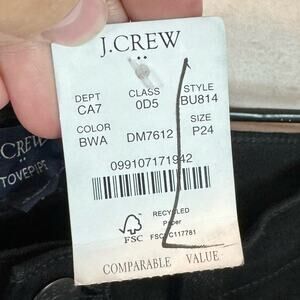 J.CREW
DEPT CLASS STYLE
CA7 0D5 BU814
COLOR SIZE
BWA DM7612 P24
099107171942
RECYCLED
Paper
FSC FSC® C117781
COMPARABLE VALUE
CREW
TOVEPIPE